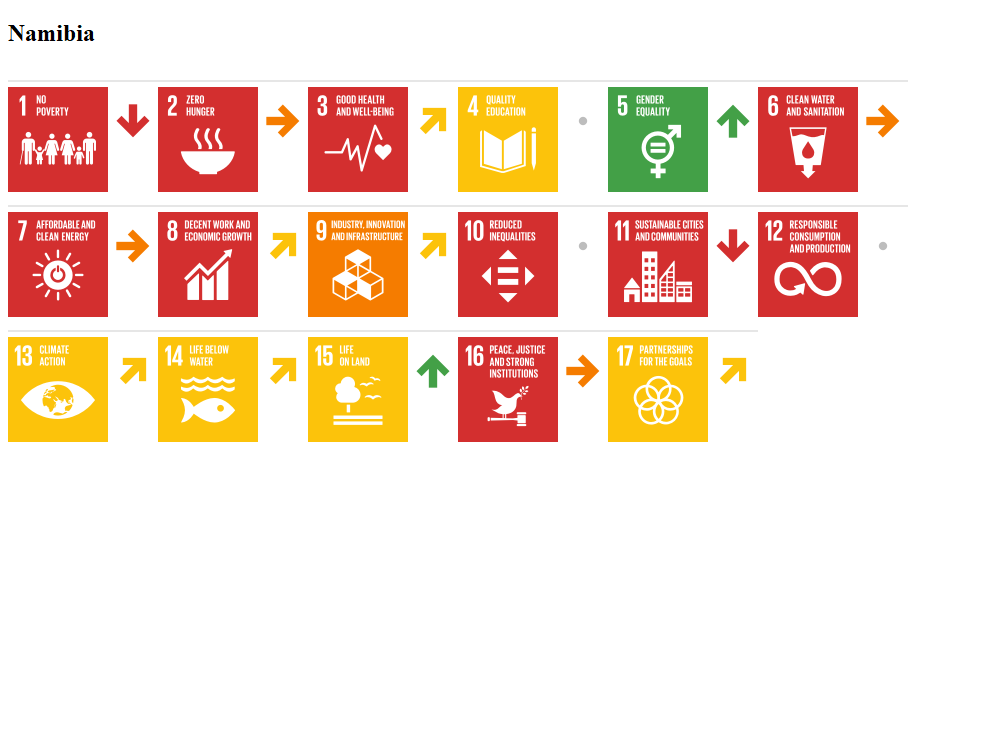 Namibia
1 NO
POVERTY
2 ZERO
HUNGER
3 GOOD HEALTH
AND WELL-BEING
4 QUALITY
EDUCATION
5 GENDER
EQUALITY
6 CLEAN WATER
AND SANITATION
7 AFFORDABLE AND
CLEAN ENERGY
8 DECENT WORK AND
ECONOMIC GROWTH
9 INDUSTRY, INNOVATION
AND INFRASTRUCTURE
10 REDUCED
INEQUALITIES
11 SUSTAINABLE CITIES
AND COMMUNITIES
12 RESPONSIBLE
CONSUMPTION
AND PRODUCTION
13 CLIMATE
ACTION
14 LIFE BELOW
WATER
15 LIFE
ON LAND
16 PEACE, JUSTICE
AND STRONG
INSTITUTIONS
17 PARTNERSHIPS
FOR THE GOALS